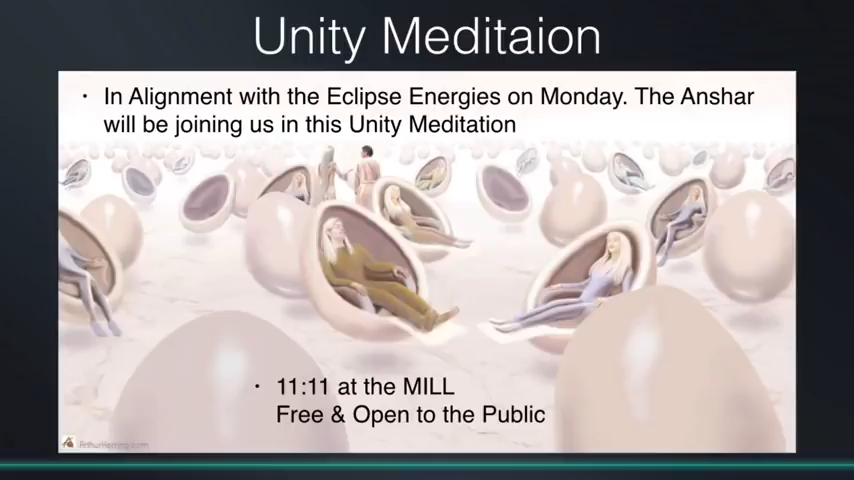 Unity Meditaion
· In Alignment with the Eclipse Energies on Monday. The Anshar
will be joining us in this Unity Meditation
· 11:11 at the MILL
Free & Open to the Public